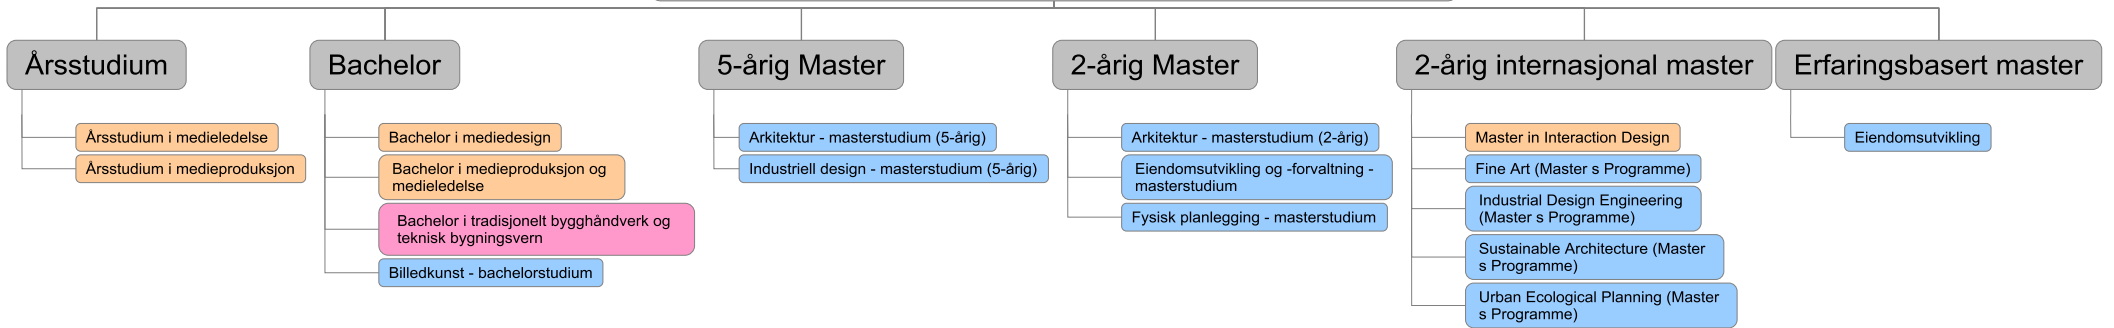 Årsstudium
Årsstudium i medieledelse
Årsstudium i medieproduksjon
Bachelor
Bachelor i mediedesign
Bachelor i medieproduksjon og
medieledelse
Bachelor i tradisjonelt bygghåndverk og
teknisk bygningsvern
Billedkunst - bachelorstudium
5-årig Master
Arkitektur - masterstudium (5-årig)
Industriell design - masterstudium (5-årig)
2-årig Master
Arkitektur - masterstudium (2-årig)
Eiendomsutvikling og -forvaltning -
masterstudium
Fysisk planlegging - masterstudium
2-årig internasjonal master
Master in Interaction Design
Fine Art (Master s Programme)
Industrial Design Engineering
(Master s Programme)
Sustainable Architecture (Master
s Programme)
Urban Ecological Planning (Master
s Programme)
Erfaringsbasert master
Eiendomsutvikling